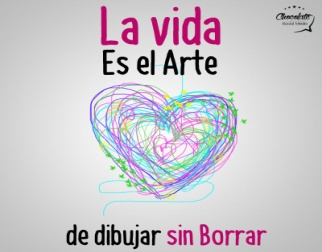 La vida
Es el Arte
de dibujar sin Borrar